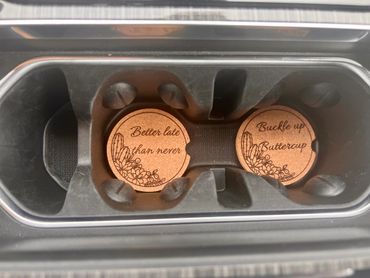 Better late
than never
Buckle up
Buttercup